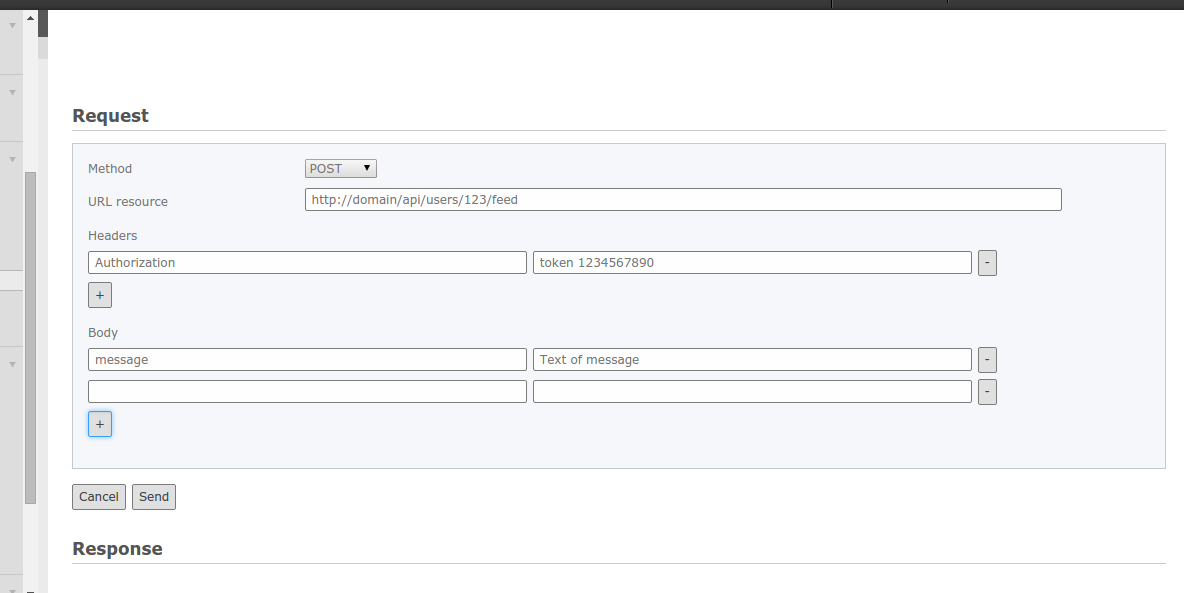 Request
Method POST
URL resource http://domain/api/users/123/feed
Headers
Authorization token 1234567890 -
+
Body
message Text of message -
-
+
Cancel Send
Response